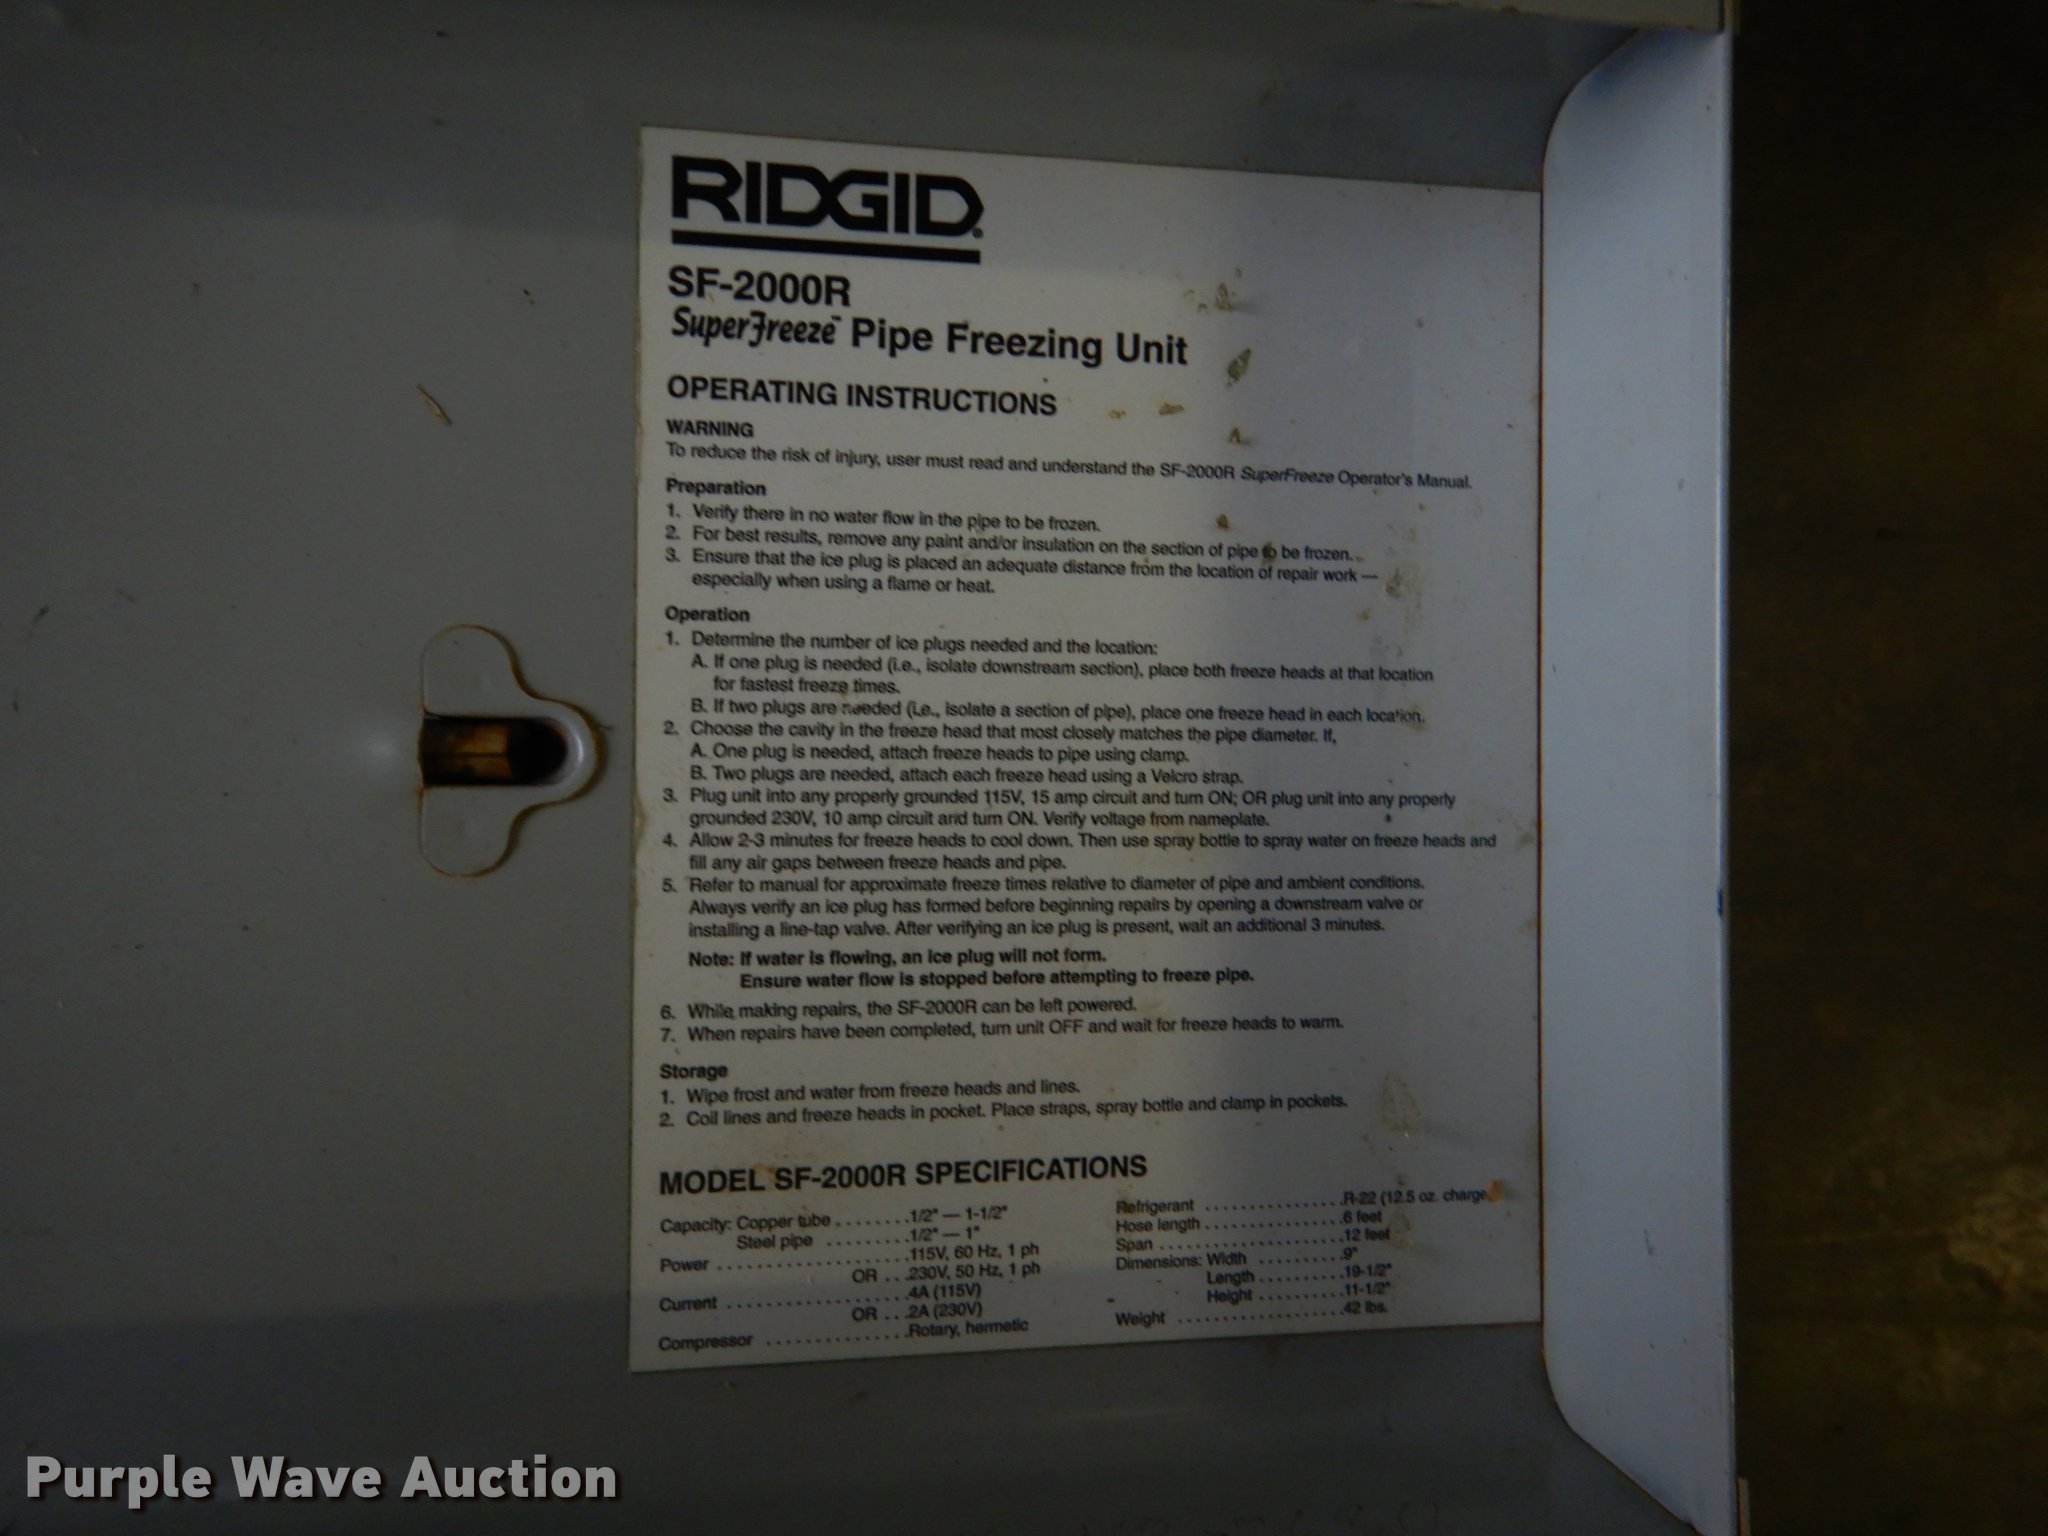 RIDGID®
SF-2000R
SuperFreeze™ Pipe Freezing Unit
OPERATING INSTRUCTIONS
WARNING
To reduce the risk of injury, user must read and understand the SF-2000R SuperFreeze Operator's Manual.
Preparation
1. Verify there in no water flow in the pipe to be frozen.
2. For best results, remove any paint and/or insulation on the section of pipe to be frozen.
3. Ensure that the ice plug is placed an adequate distance from the location of repair work —
especially when using a flame or heat.
Operation
1. Determine the number of ice plugs needed and the location:
A. If one plug is needed (i.e., isolate downstream section), place both freeze heads at that location
for fastest freeze times.
B. If two plugs are needed (i.e., isolate a section of pipe), place one freeze head in each location.
2. Choose the cavity in the freeze head that most closely matches the pipe diameter. If,
A. One plug is needed, attach freeze heads to pipe using clamp.
B. Two plugs are needed, attach each freeze head using a Velcro strap.
3. Plug unit into any properly grounded 115V, 15 amp circuit and turn ON; OR plug unit into any properly
grounded 230V, 10 amp circuit and turn ON. Verify voltage from nameplate.
4. Allow 2-3 minutes for freeze heads to cool down. Then use spray bottle to spray water on freeze heads and
fill any air gaps between freeze heads and pipe.
5. Refer to manual for approximate freeze times relative to diameter of pipe and ambient conditions.
Always verify an ice plug has formed before beginning repairs by opening a downstream valve or
installing a line-tap valve. After verifying an ice plug is present, wait an additional 3 minutes.
Note: If water is flowing, an ice plug will not form.
Ensure water flow is stopped before attempting to freeze pipe.
6. While making repairs, the SF-2000R can be left powered.
7. When repairs have been completed, turn unit OFF and wait for freeze heads to warm.
Storage
1. Wipe frost and water from freeze heads and lines.
2. Coil lines and freeze heads in pocket. Place straps, spray bottle and clamp in pockets.
MODEL SF-2000R SPECIFICATIONS
Capacity: Copper tube ........1/2" — 1-1/2"
Steel pipe .........1/2" — 1"
Power ....................115V, 60 Hz, 1 ph
OR ...230V, 50 Hz, 1 ph
Current ...................4A (115V)
OR ...2A (230V)
Compressor ...............Rotary, hermetic
Refrigerant ...............R-22 (12.5 oz. charge)
Hose length ...............6 feet
Span ....................12 feet
Dimensions: Width .........9"
Length ..........19-1/2"
Height ..........11-1/2"
Weight ..................42 lbs.
Purple Wave Auction